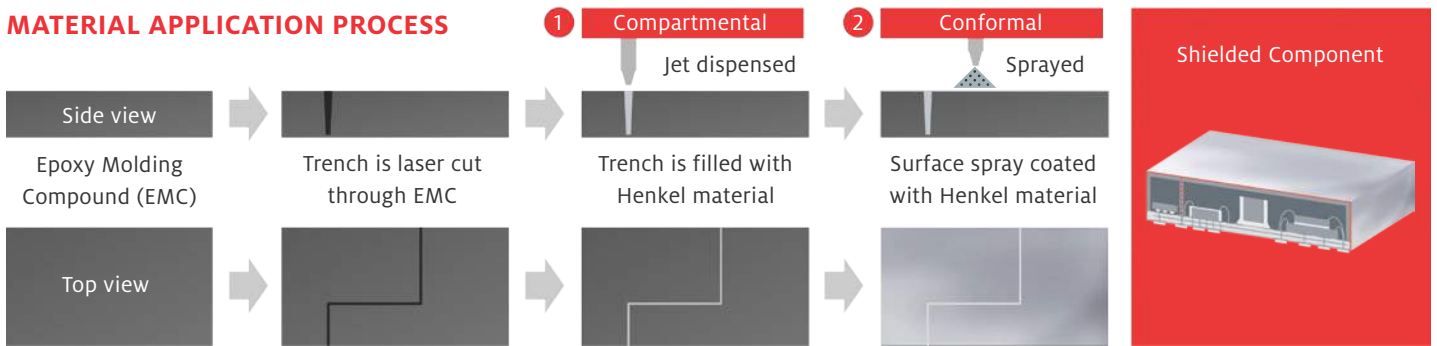 MATERIAL APPLICATION PROCESS
1 Compartmental
Jet dispensed
2 Conformal
Sprayed
Shielded Component
Side view
Epoxy Molding
Compound (EMC)
Trench is laser cut
through EMC
Trench is filled with
Henkel material
Surface spray coated
with Henkel material
Top view